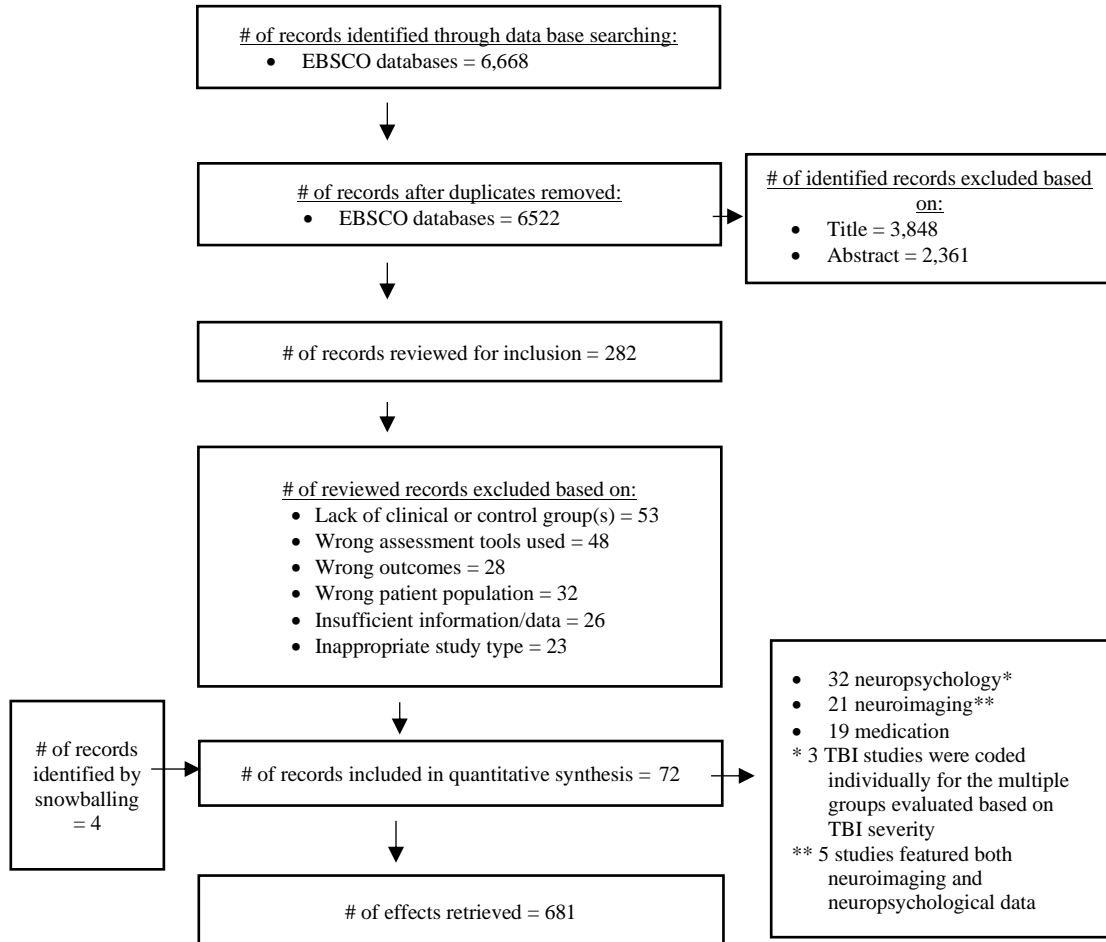 # of records identified through data base searching:
• EBSCO databases = 6,668
# of records after duplicates removed:
• EBSCO databases = 6522
# of identified records excluded based
on:
• Title = 3,848
• Abstract = 2,361
# of records reviewed for inclusion = 282
# of reviewed records excluded based on:
• Lack of clinical or control group(s) = 53
• Wrong assessment tools used = 48
• Wrong outcomes = 28
• Wrong patient population = 32
• Insufficient information/data = 26
• Inappropriate study type = 23
# of records
identified by
snowballing
= 4
# of records included in quantitative synthesis = 72
• 32 neuropsychology*
• 21 neuroimaging**
• 19 medication
* 3 TBI studies were coded
individually for the multiple
groups evaluated based on
TBI severity
** 5 studies featured both
neuroimaging and
neuropsychological data
# of effects retrieved = 681